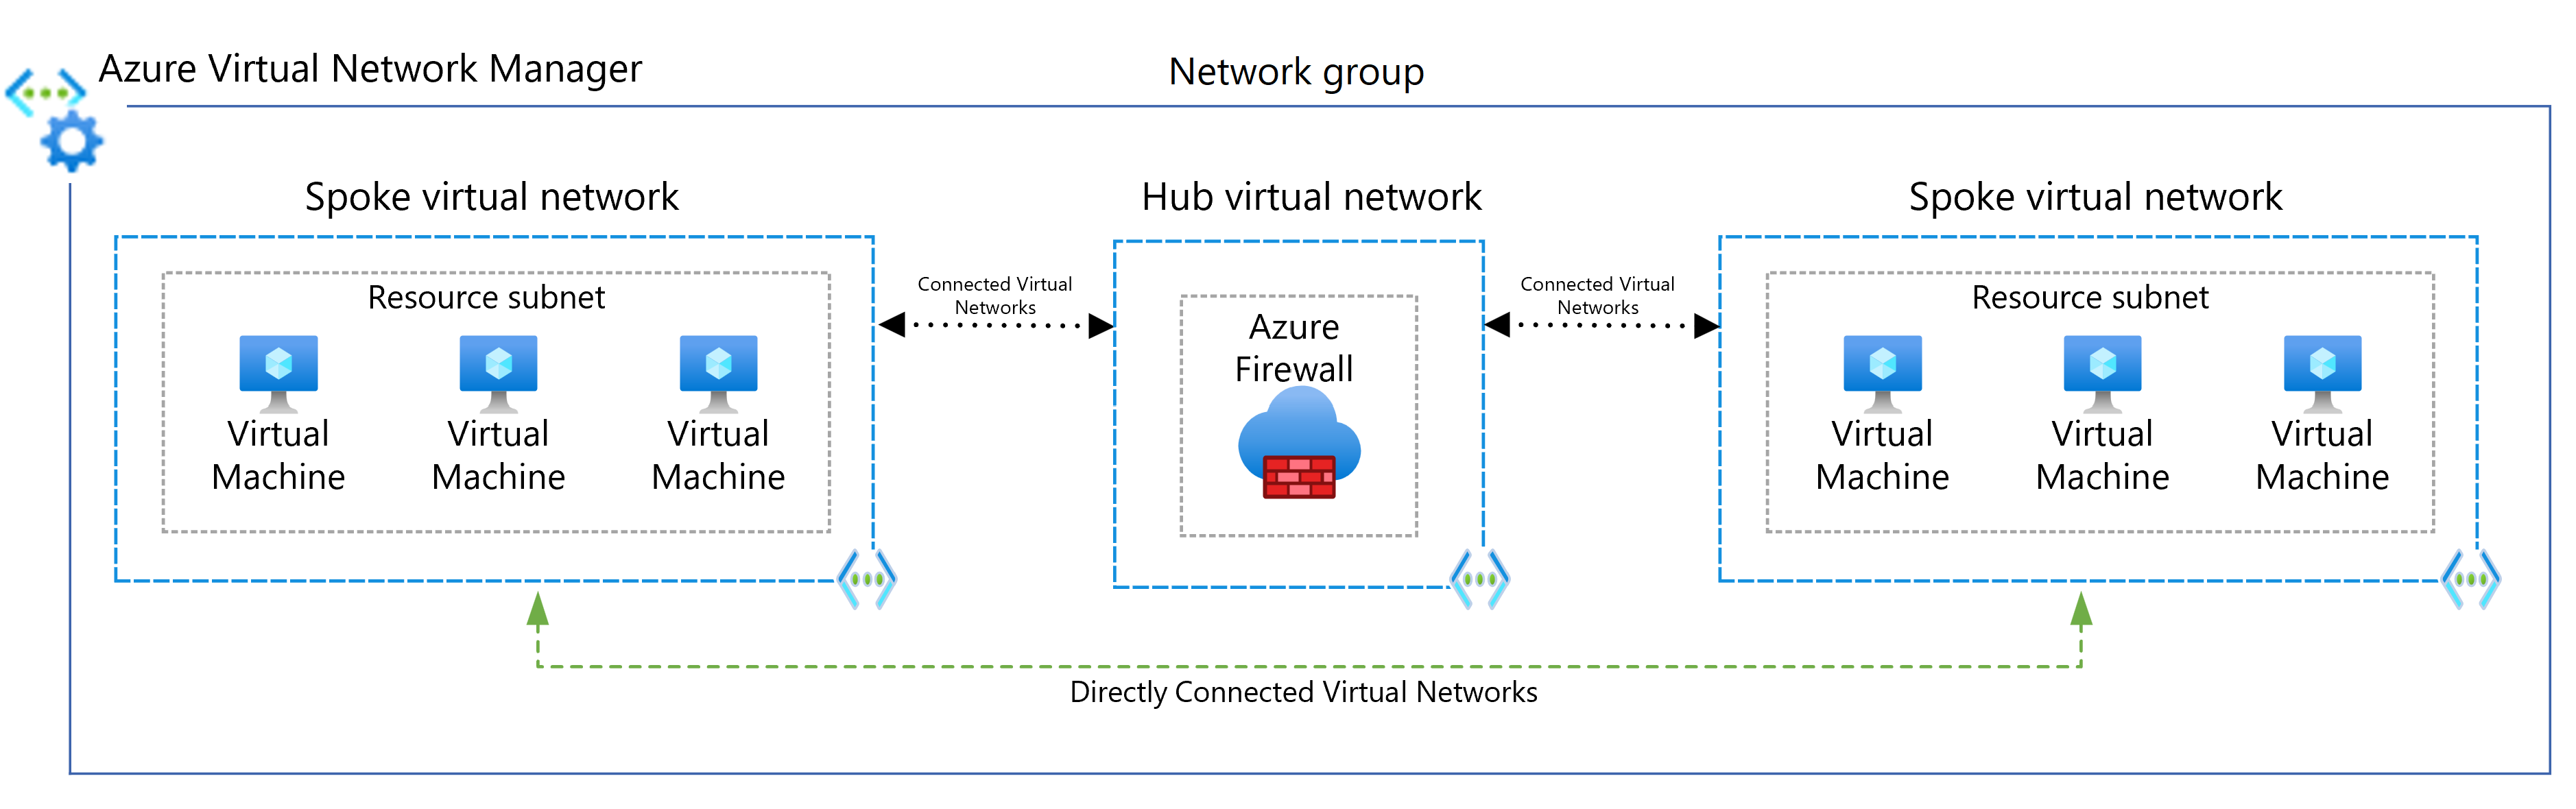 Azure Virtual Network Manager
Network group
Spoke virtual network
Hub virtual network
Spoke virtual network
Resource subnet
Virtual
Machine
Virtual
Machine
Virtual
Machine
Connected Virtual
Networks
Azure
Firewall
Connected Virtual
Networks
Resource subnet
Virtual
Machine
Virtual
Machine
Virtual
Machine
Directly Connected Virtual Networks